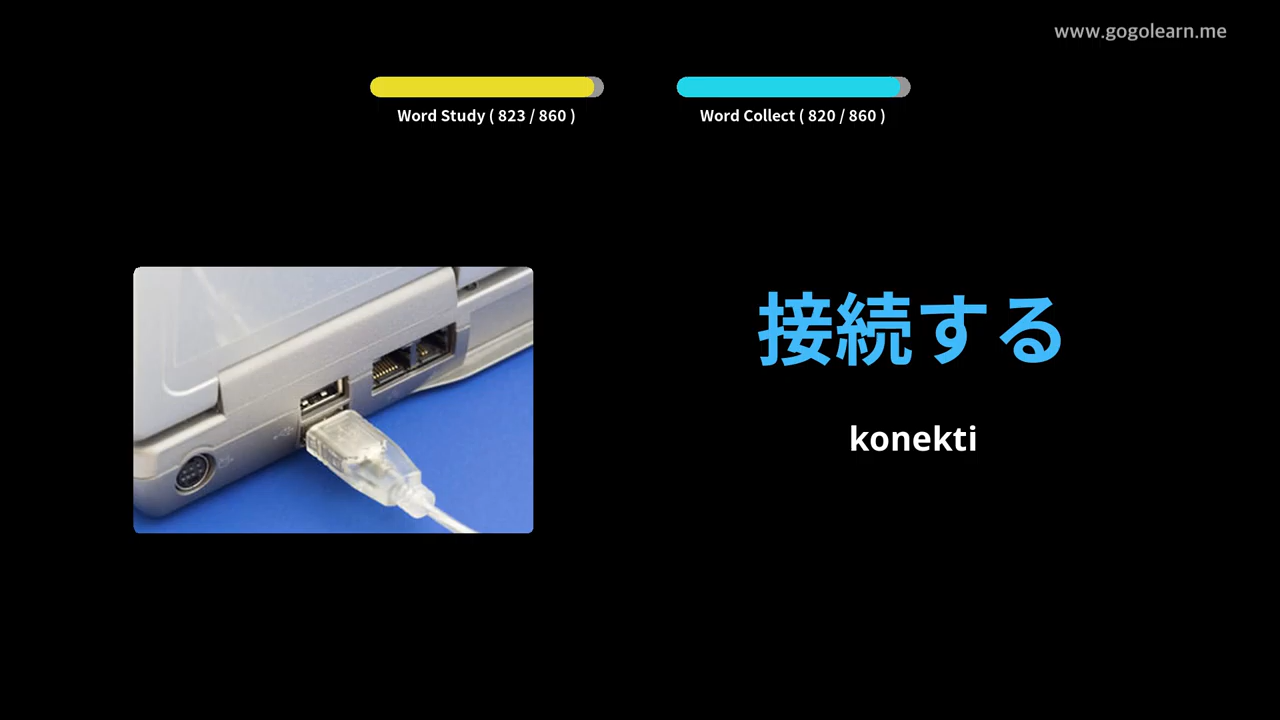 www.gogolearn.me
Word Study ( 823 / 860 )
Word Collect ( 820 / 860 )
接続する
konekti